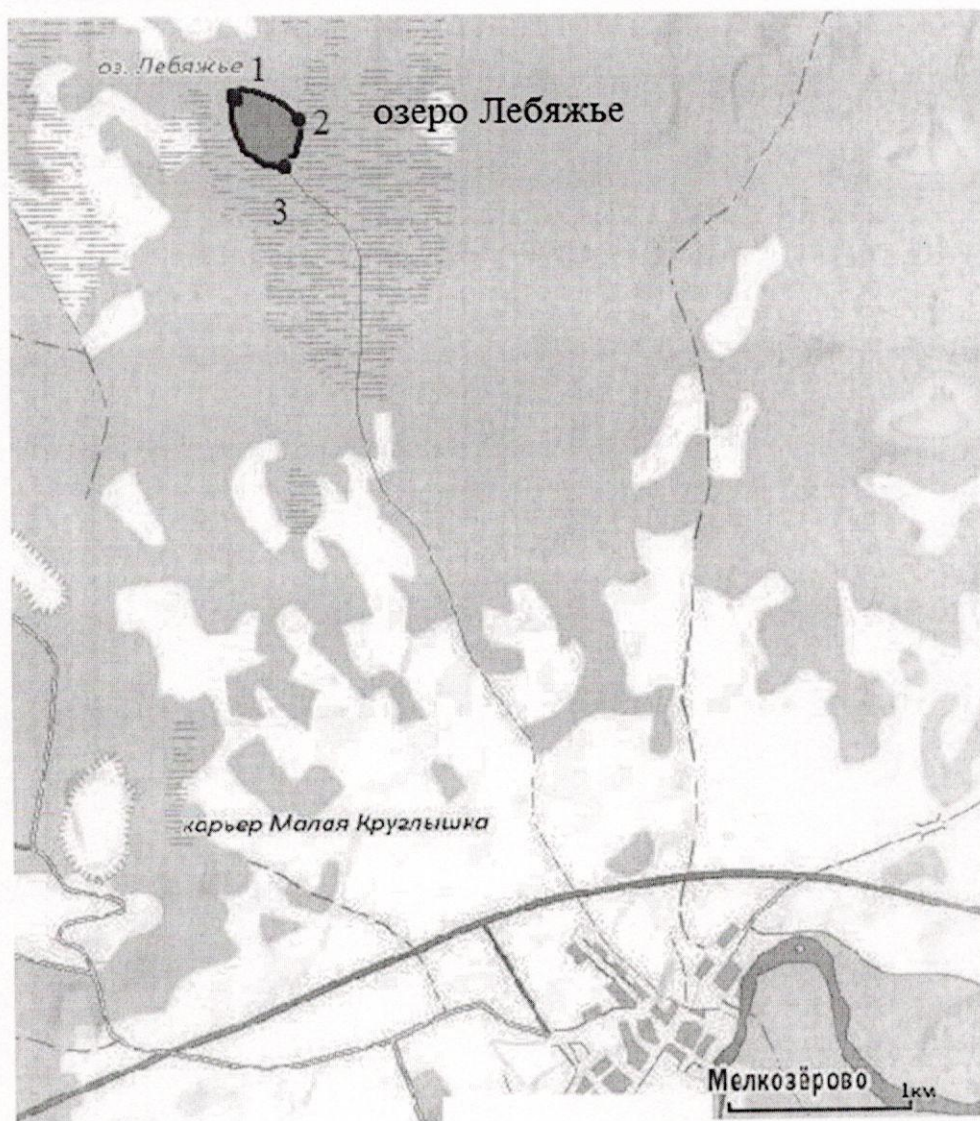 оз. Лебяжье
1
2
озеро Лебяжье
3
карьер Малая Круглышка
Мелкозёрово
1км